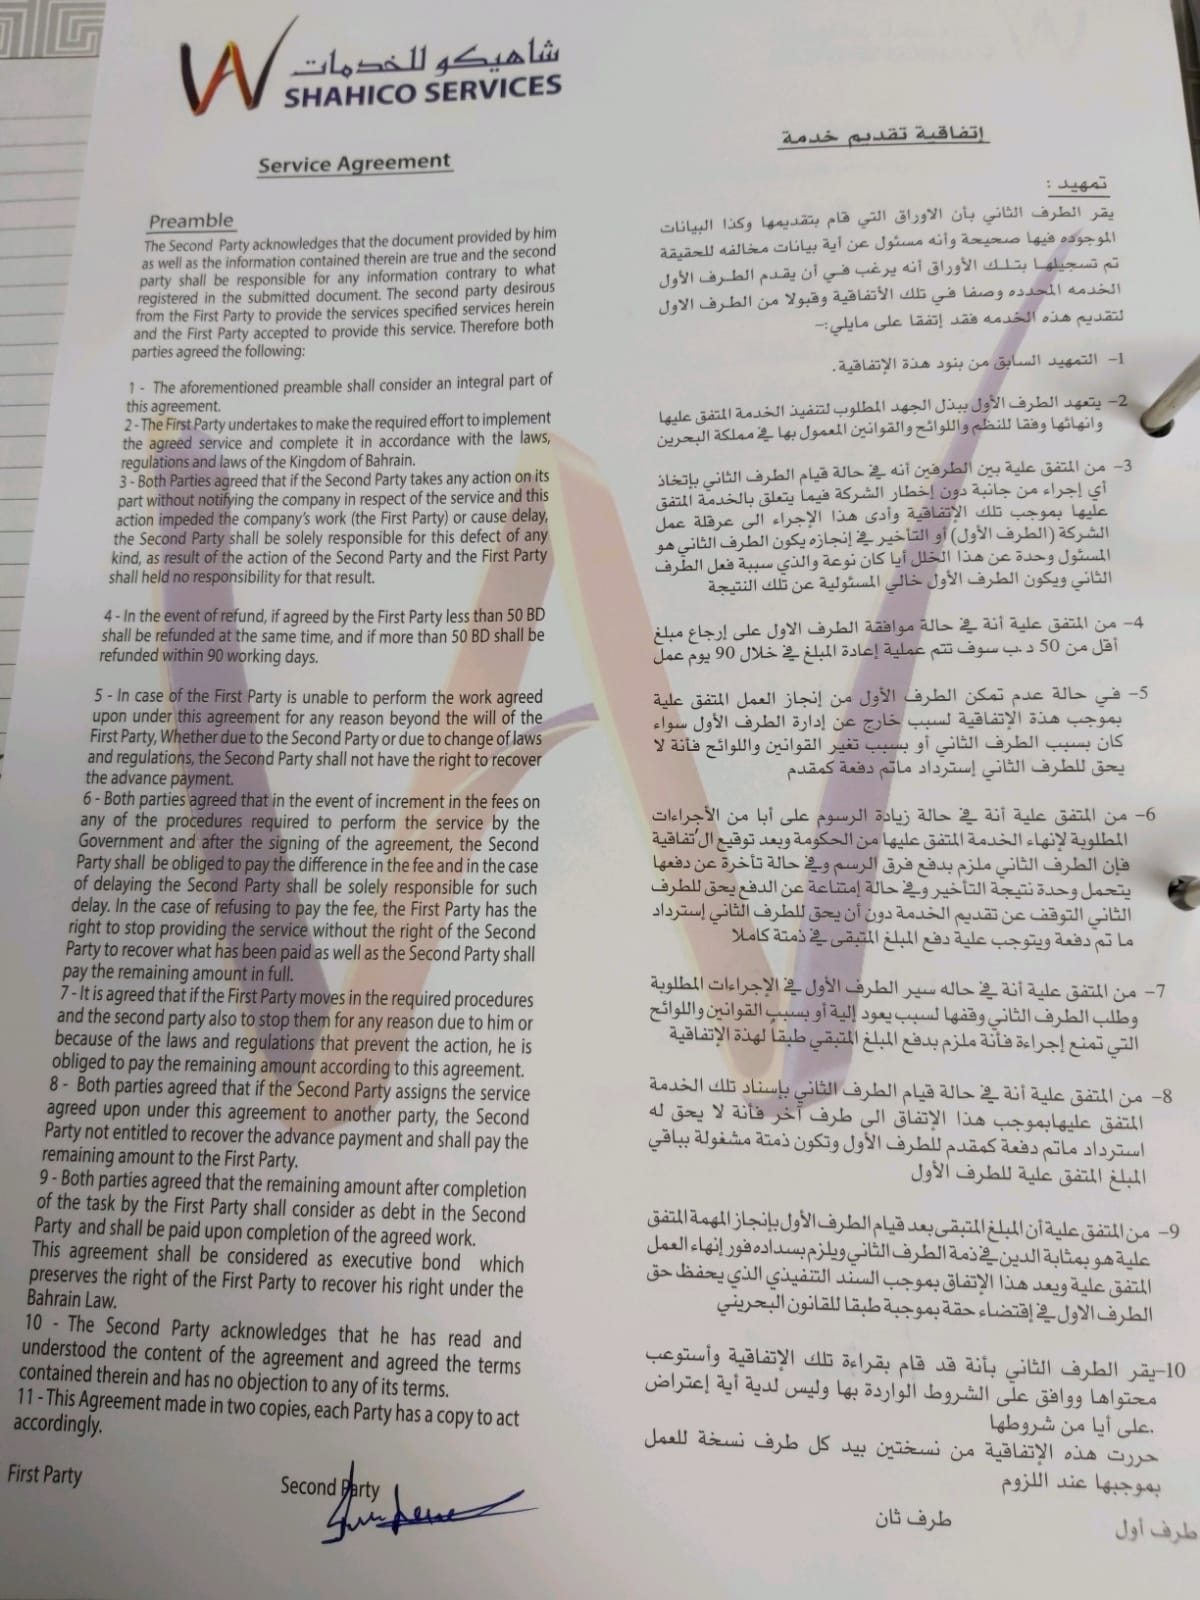 شاهيكو للخدمات
SHAHICO SERVICES
Service Agreement
Preamble
The Second Party acknowledges that the document provided by him
as well as the information contained therein are true and the second
party shall be responsible for any information contrary to what
registered in the submitted document. The second party desirous
from the First Party to provide the services specified services herein
and the First Party accepted to provide this service. Therefore both
parties agreed the following:
1 - The aforementioned preamble shall consider an integral part of
this agreement.
2 - The First Party undertakes to make the required effort to implement
the agreed service and complete it in accordance with the laws,
regulations and laws of the Kingdom of Bahrain.
3 - Both Parties agreed that if the Second Party takes any action on its
part without notifying the company in respect of the service and this
action impeded the company's work (the First Party) or cause delay,
the Second Party shall be solely responsible for this defect of any
kind, as result of the action of the Second Party and the First Party
shall held no responsibility for that result.
4 - In the event of refund, if agreed by the First Party less than 50 BD
shall be refunded at the same time, and if more than 50 BD shall be
refunded within 90 working days.
5 - In case of the First Party is unable to perform the work agreed
upon under this agreement for any reason beyond the will of the
First Party, Whether due to the Second Party or due to change of laws
and regulations, the Second Party shall not have the right to recover
the advance payment.
6 - Both parties agreed that in the event of increment in the fees on
any of the procedures required to perform the service by the
Government and after the signing of the agreement, the Second
Party shall be obliged to pay the difference in the fee and in the case
of delaying the Second Party shall be solely responsible for such
delay. In the case of refusing to pay the fee, the First Party has the
right to stop providing the service without the right of the Second
Party to recover what has been paid as well as the Second Party shall
pay the remaining amount in full.
7 - It is agreed that if the First Party moves in the required procedures
and the second party also to stop them for any reason due to him or
because of the laws and regulations that prevent the action, he is
obliged to pay the remaining amount according to this agreement.
8 - Both parties agreed that if the Second Party assigns the service
agreed upon under this agreement to another party, the Second
Party not entitled to recover the advance payment and shall pay the
remaining amount to the First Party.
9 - Both parties agreed that the remaining amount after completion
of the task by the First Party shall consider as debt in the Second
Party and shall be paid upon completion of the agreed work.
This agreement shall be considered as executive bond which
preserves the right of the First Party to recover his right under the
Bahrain Law.
10 - The Second Party acknowledges that he has read and
understood the content of the agreement and agreed the terms
contained therein and has no objection to any of its terms.
11 - This Agreement made in two copies, each Party has a copy to act
accordingly.
First Party
Second Party
إتفاقية تقديم خدمة
تمهيد :
يقر الطرف الثاني بأن الاوراق التي قام بتقديمها وكذا البيانات
الموجوده فيها صحيحة وأنه مسئول عن أية بيانات مخالفه للحقيقة
تم تسجيلها بتلك الأوراق أنه يرغب في أن يقدم الطرف الأول
الخدمه المحدده وصفا في تلك الأتفاقية وقبولا من الطرف الاول
لتقديم هذه الخدمه فقد إتفقا على مايلي:-
1- التمهيد السابق من بنود هذة الإتفاقية.
2- يتعهد الطرف الأول ببذل الجهد المطلوب لتنفيذ الخدمة المتفق عليها
وانهائها وفقا للنظم واللوائح والقوانين المعمول بها في مملكة البحرين
3- من المتفق علية بين الطرفين أنه في حالة قيام الطرف الثاني بإتخاذ
أي إجراء من جانبة دون إخطار الشركة فيما يتعلق بالخدمة المتفق
عليها بموجب تلك الإتفاقية وأدى هذا الإجراء الى عرقلة عمل
الشركة (الطرف الأول) أو التأخير في إنجازه يكون الطرف الثاني هو
المسئول وحدة عن هذا الخلل أيا كان نوعة والذي سببة فعل الطرف
الثاني ويكون الطرف الأول خالي المسئولية عن تلك النتيجة
4- من المتفق علية أنة في حالة موافقة الطرف الاول على إرجاع مبلغ
أقل من 50 د.ب سوف تتم عملية إعادة المبلغ في خلال 90 يوم عمل
5- في حالة عدم تمكن الطرف الأول من إنجاز العمل المتفق علية
بموجب هذة الإتفاقية لسبب خارج عن إدارة الطرف الأول سواء
كان بسبب الطرف الثاني أو بسبب تغير القوانين واللوائح فأنة لا
يحق للطرف الثاني إسترداد ماتم دفعة كمقدم
6- من المتفق علية أنة في حالة زيادة الرسوم على أبا من الأجراءات
المطلوبة لإنهاء الخدمة المتفق عليها من الحكومة وبعد توقيع الإتفاقية
فإن الطرف الثاني ملزم بدفع فرق الرسم وفي حالة تأخرة عن دفعها
يتحمل وحدة نتيجة التأخير وفي حالة إمتناعة عن الدفع يحق للطرف
الثاني التوقف عن تقديم الخدمة دون أن يحق للطرف الثاني إسترداد
ما تم دفعة ويتوجب علية دفع المبلغ المتبقى في ذمتة كاملا
7- من المتفق علية أنة في حاله سير الطرف الأول في الإجراءات المطلوبة
وطلب الطرف الثاني وقفها لسبب يعود إلية أو بسبب القوانين واللوائح
التي تمنع إجراءة فأنة ملزم بدفع المبلغ المتبقي طبقا لهذة الإتفاقية
8- من المتفق علية أنة في حالة قيام الطرف الثاني بإسناد تلك الخدمة
المتفق عليهابموجب هذا الإتفاق الى طرف أخر فأنة لا يحق له
استرداد ماتم دفعة كمقدم للطرف الأول وتكون ذمتة مشغولة بباقي
المبلغ المتفق علية للطرف الأول
9- من المتفق علية أن المبلغ المتبقى بعد قيام الطرف الأول بإنجاز المهمة المتفق
علية هو بمثابة الدين في ذمة الطرف الثاني ويلزم بسداده فور إنهاء العمل
المتفق علية ويعد هذا الإتفاق بموجب السند التنفيذي الذي يحفظ حق
الطرف الاول في إقتضاء حقة بموجبة طبقا للقانون البحريني
10-يقر الطرف الثاني بأنة قد قام بقراءة تلك الإتفاقية وأستوعب
محتواها ووافق على الشروط الواردة بها وليس لدية أية إعتراض
.على أيا من شروطها
حررت هذه الإتفاقية من نسختين بيد كل طرف نسخة للعمل
بموجبها عند اللزوم
طرف أول
طرف ثان